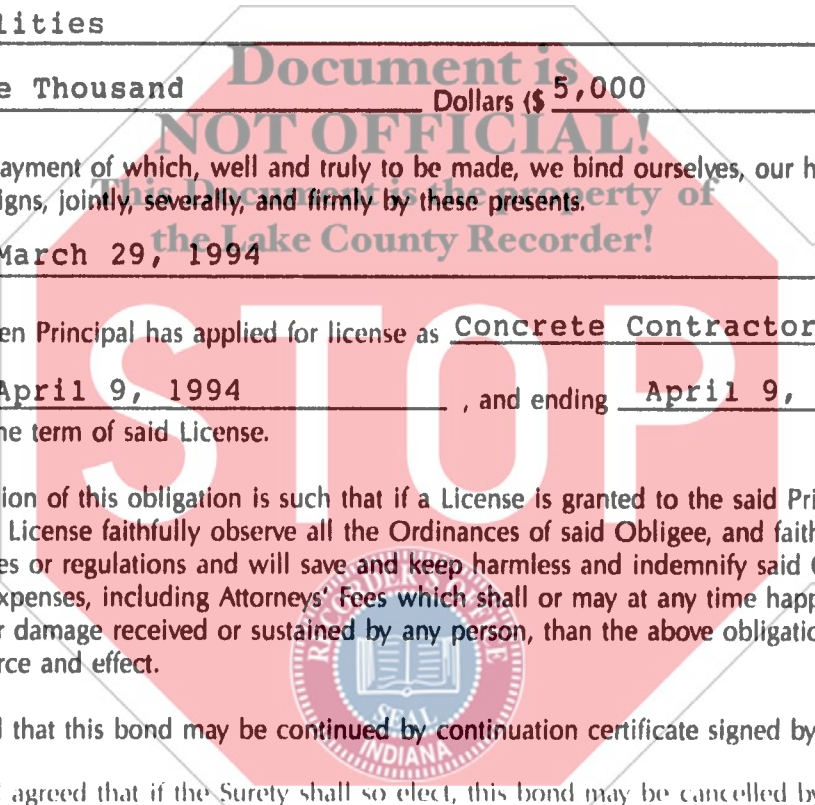 lities
Document is
e Thousand Dollars ($ 5,000
NOT OFFICIAL!
ayment of which, well and truly to be made, we bind ourselves, our h
This Document is the property of
igns, jointly, severally, and firmly by these presents.
the Lake County Recorder!
March 29, 1994
en Principal has applied for license as Concrete Contractor
April 9, 1994 , and ending April 9,
he term of said License.
STOP
ion of this obligation is such that if a License is granted to the said Pri
License faithfully observe all the Ordinances of said Obligee, and faith
es or regulations and will save and keep harmless and indemnify said
xpenses, including Attorneys' Fees which shall or may at any time happ
r damage received or sustained by any person, than the above obligatio
rce and effect.
RECORDER'S OFFICE
SEAL
INDIANA
d that this bond may be continued by continuation certificate signed by
agreed that if the Surety shall so elect, this bond may be cancelled by